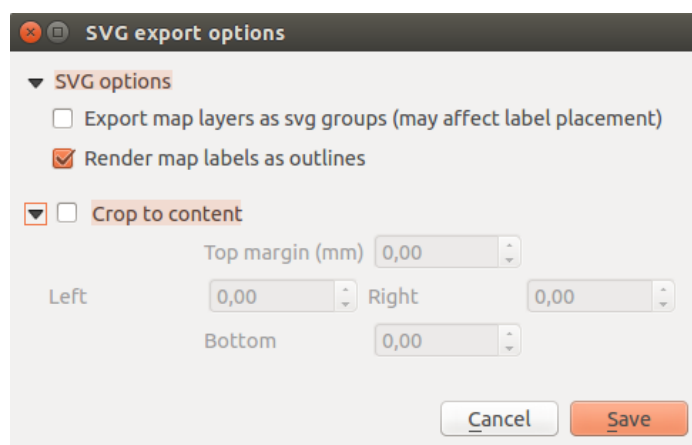 SVG export options
SVG options
Export map layers as svg groups (may affect label placement)
Render map labels as outlines
Crop to content
Top margin (mm) 0,00
Left 0,00 Right 0,00
Bottom 0,00
Cancel Save